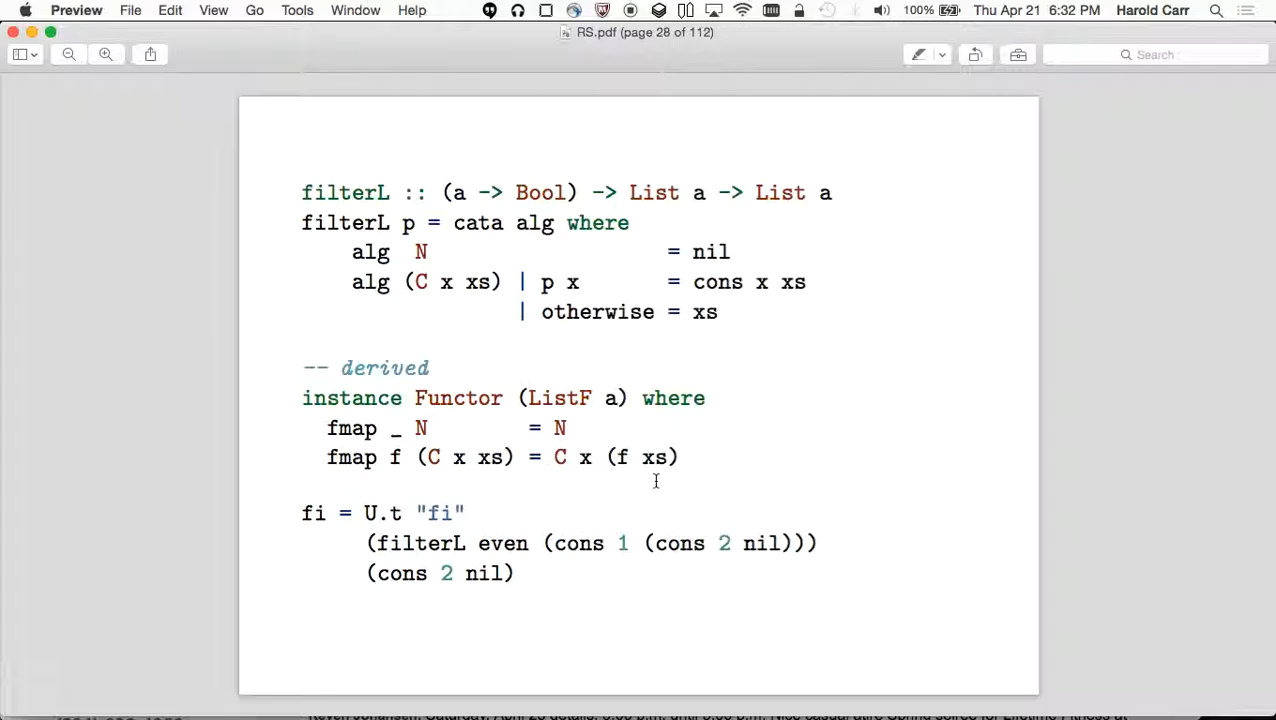 Preview File Edit View Go Tools Window Help 100% Thu Apr 21 6:32 PM Harold Carr
RS.pdf (page 28 of 112)
Search
filterL :: (a -> Bool) -> List a -> List a
filterL p = cata alg where
alg N = nil
alg (C x xs) | p x = cons x xs
| otherwise = xs
-- derived
instance Functor (ListF a) where
fmap _ N = N
fmap f (C x xs) = C x (f xs)
fi = U.t "fi"
(filterL even (cons 1 (cons 2 nil)))
(cons 2 nil)